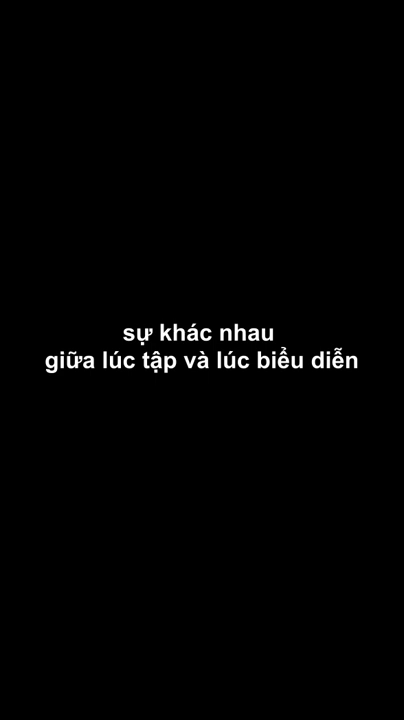 sự khác nhau
giữa lúc tập và lúc biểu diễn